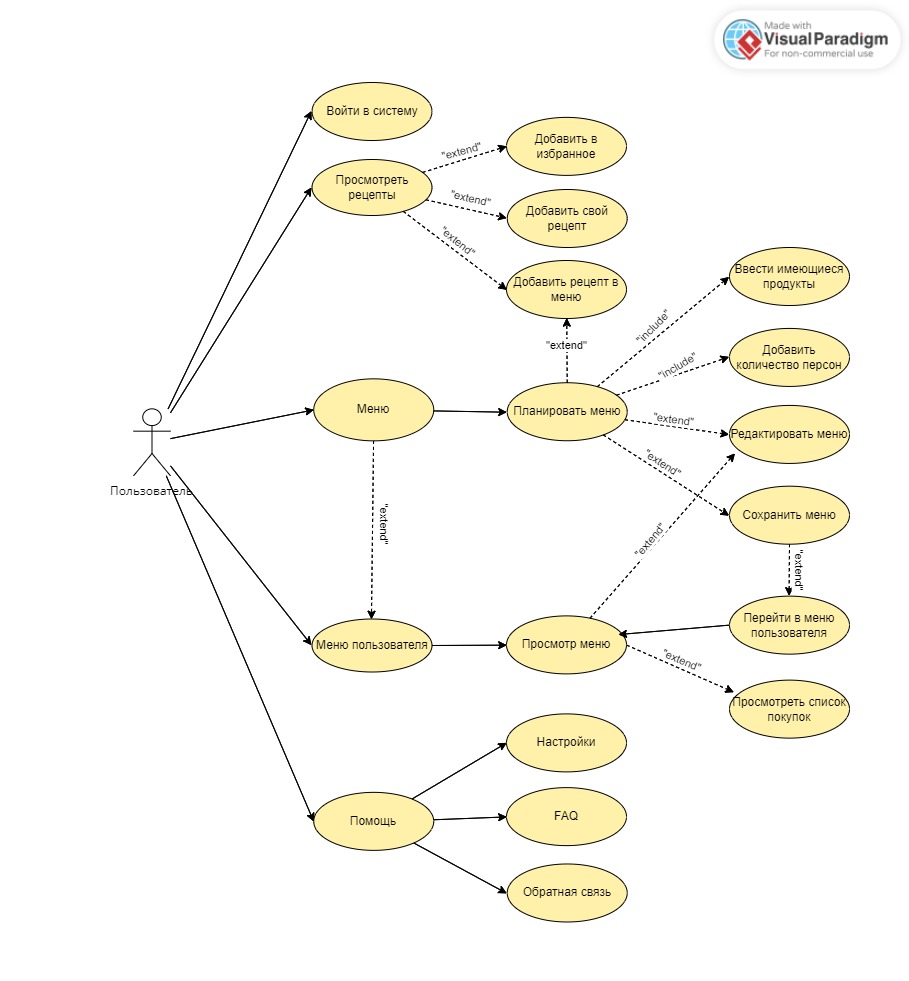 Made with
VisualParadigm
For non-commercial use
Войти в систему
Просмотреть
рецепты
"extend"
Добавить в
избранное
"extend"
Добавить свой
рецепт
"extend"
Добавить рецепт в
меню
"extend"
Ввести имеющиеся
продукты
"include"
Добавить
количество персон
"include"
Меню
Планировать меню
"extend"
Редактировать меню
"extend"
Сохранить меню
Пользователь
"extend"
"extend"
"extend"
Перейти в меню
пользователя
Меню пользователя
Просмотр меню
"extend"
Просмотреть список
покупок
Настройки
Помощь
FAQ
Обратная связь